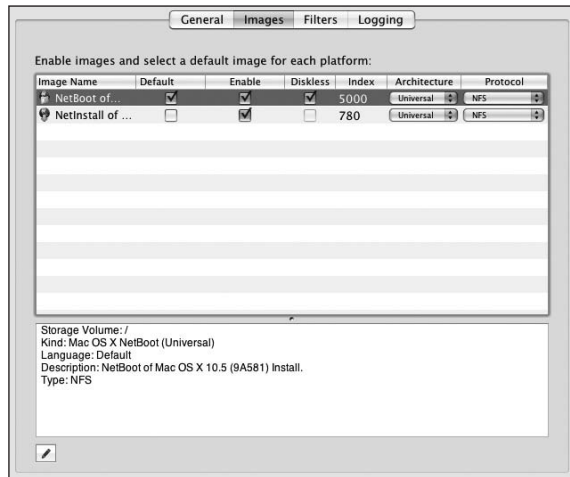 General Images Filters Logging
Enable images and select a default image for each platform:
Image Name Default Enable Diskless Index Architecture Protocol
NetBoot of... 5000 Universal NFS
NetInstall of ... 780 Universal NFS
Storage Volume: /
Kind: Mac OS X NetBoot (Universal)
Language: Default
Description: NetBoot of Mac OS X 10.5 (9A581) Install.
Type: NFS